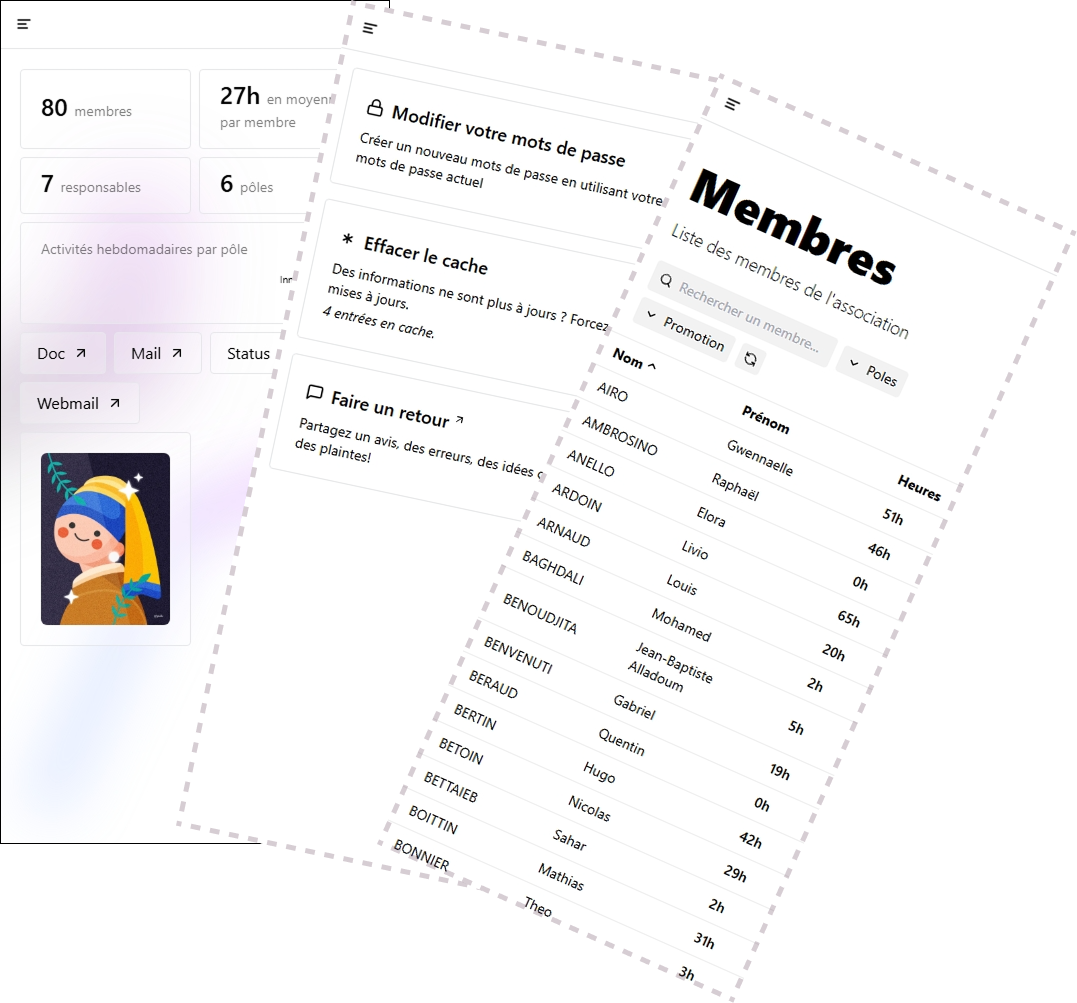 80 membres
27h en moyen
par membre
7 responsables
6 pôles
Activités hebdomadaires par pôle
Inn
Doc
Mail
Status
Webmail
Modifier votre mots de passe
Créer un nouveau mots de passe en utilisant votre
mots de passe actuel
Effacer le cache
Des informations ne sont plus à jours ? Forcez
mises à jours.
4 entrées en cache.
Faire un retour
Partagez un avis, des erreurs, des idées
des plaintes!
Membres
Liste des membres de l'association
Rechercher un membre...
Promotion
Poles
Nom Prénom Heures
AIRO Gwennaelle 51h
AMBROSINO Raphaël 46h
ANELLO Elora 0h
ARDOIN Livio 65h
ARNAUD Louis 20h
BAGHDALI Mohamed 2h
BENOUDJITA Jean-Baptiste
Alladoum 5h
BENVENUTI Gabriel 19h
BERAUD Quentin 0h
BERTIN Hugo 42h
BETOIN Nicolas 29h
BETTAIEB Sahar 2h
BOITTIN Mathias 31h
BONNIER Theo 3h